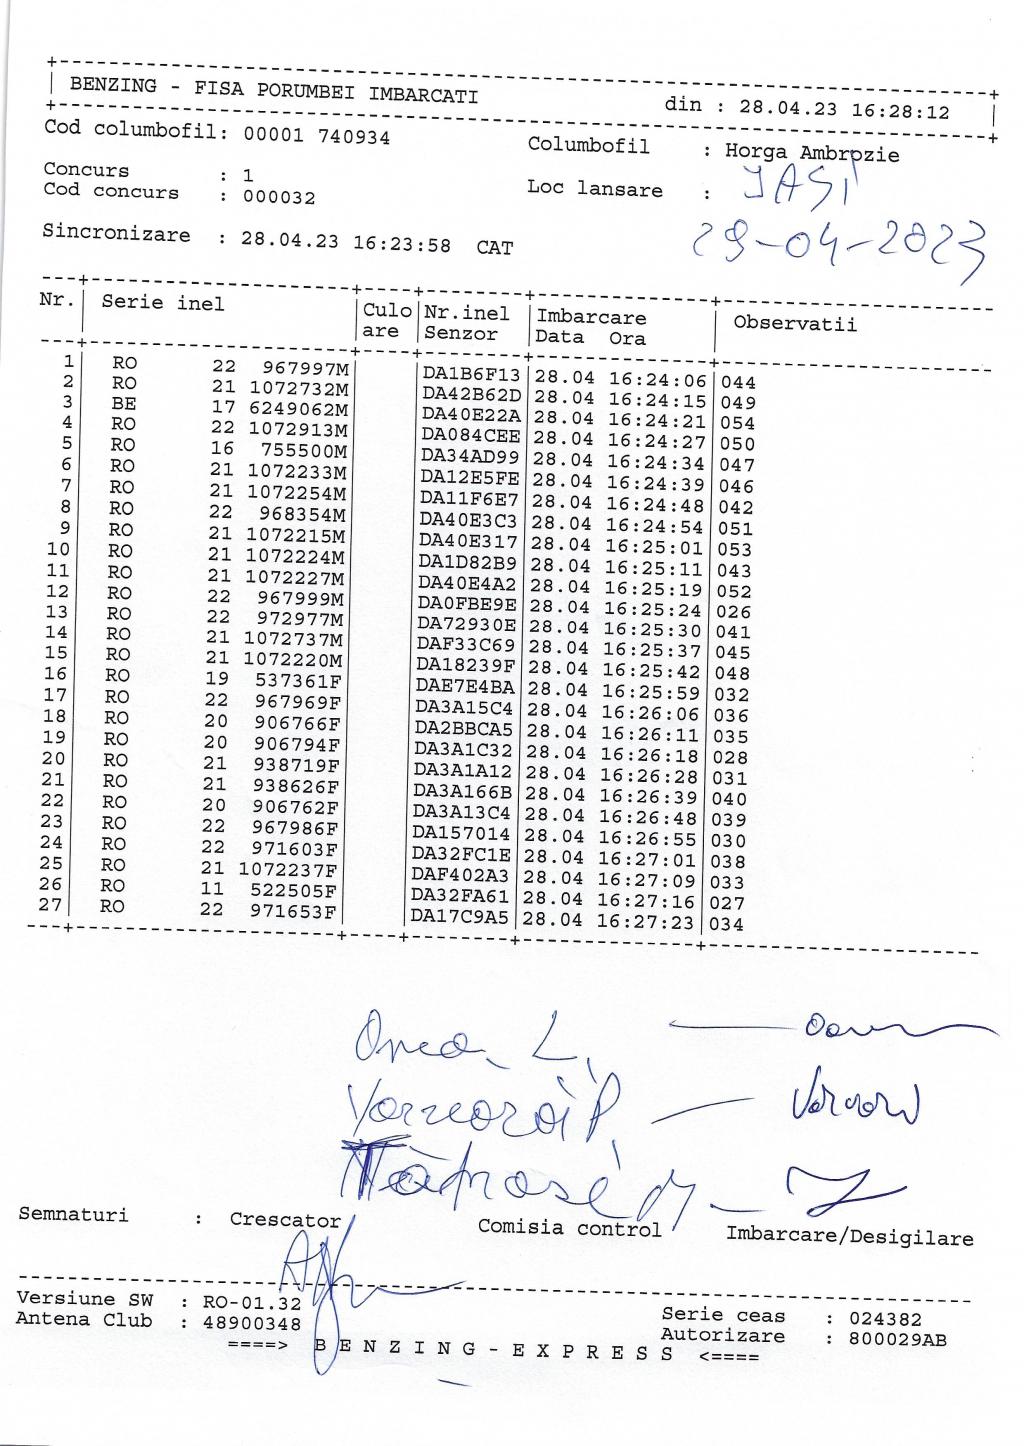 BENZING - FISA PORUMBEI IMBARCATI din : 28.04.23 16:28:12
Cod columbofil: 00001 740934 Columbofil : Horga Ambrozie
Concurs : 1 Loc lansare : IASI
Cod concurs : 000032
Sincronizare : 28.04.23 16:23:58 CAT 29-04-2023
Nr. Serie inel Culo Nr.inel Imbarcare Observatii
are Senzor Data Ora
1 RO 22 967997M DA1B6F13 28.04 16:24:06 044
2 RO 21 1072732M DA42B62D 28.04 16:24:15 049
3 BE 17 6249062M DA40E22A 28.04 16:24:21 054
4 RO 22 1072913M DA084CEE 28.04 16:24:27 050
5 RO 16 755500M DA34AD99 28.04 16:24:34 047
6 RO 21 1072233M DA12E5FE 28.04 16:24:39 046
7 RO 21 1072254M DA11F6E7 28.04 16:24:48 042
8 RO 22 968354M DA40E3C3 28.04 16:24:54 051
9 RO 21 1072215M DA40E317 28.04 16:25:01 053
10 RO 21 1072224M DA1D82B9 28.04 16:25:11 043
11 RO 21 1072227M DA40E4A2 28.04 16:25:19 052
12 RO 22 967999M DA0FBE9E 28.04 16:25:24 026
13 RO 22 972977M DA72930E 28.04 16:25:30 041
14 RO 21 1072737M DAF33C69 28.04 16:25:37 045
15 RO 21 1072220M DA18239F 28.04 16:25:42 048
16 RO 19 537361F DAE7E4BA 28.04 16:25:59 032
17 RO 22 967969F DA3A15C4 28.04 16:26:06 036
18 RO 20 906766F DA2BBCA5 28.04 16:26:11 035
19 RO 20 906794F DA3A1C32 28.04 16:26:18 028
20 RO 21 938719F DA3A1A12 28.04 16:26:28 031
21 RO 21 938626F DA3A166B 28.04 16:26:39 040
22 RO 20 906762F DA3A13C4 28.04 16:26:48 039
23 RO 22 967986F DA157014 28.04 16:26:55 030
24 RO 22 971603F DA32FC1E 28.04 16:27:01 038
25 RO 21 1072237F DAF402A3 28.04 16:27:09 033
26 RO 11 522505F DA32FA61 28.04 16:27:16 027
27 RO 22 971653F DA17C9A5 28.04 16:27:23 034
Semnaturi : Crescator Comisia control Imbarcare/Desigilare
Versiune SW : RO-01.32 Serie ceas : 024382
Antena Club : 48900348 Autorizare : 800029AB
====> B E N Z I N G - E X P R E S S <====